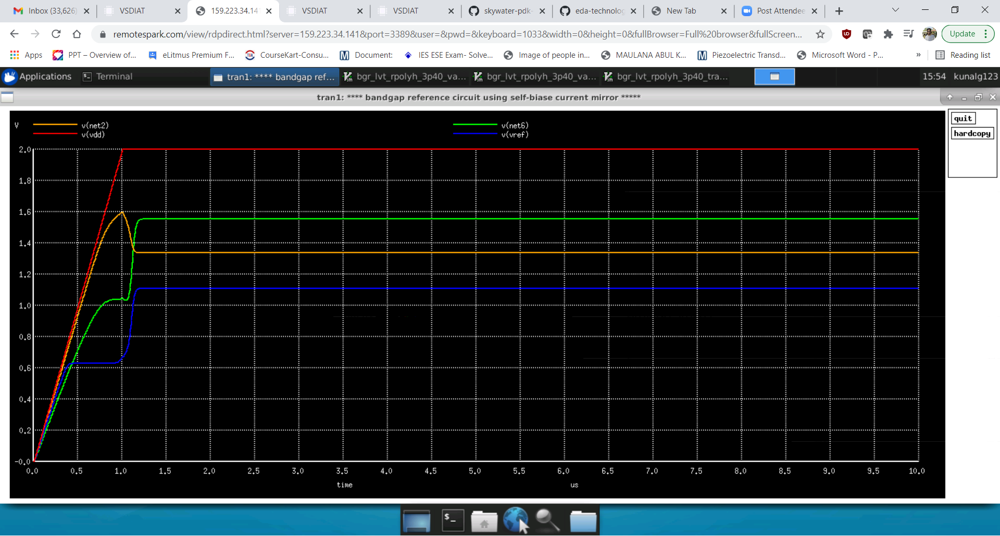 Inbox (33,626)
VSDIAT
159.223.34.141
VSDIAT
VSDIAT
skywater-pdk-
eda-technolog
New Tab
Post Attendee
remotespark.com/view/rdpdirect.html?server=159.223.34.141&port=3389&user=&pwd=&keyboard=1033&width=0&height=0&fullBrowser=Full%20browser&fullScreen...
Update
Apps
PPT – Overview of...
eLitmus Premium F...
CourseKart-Consu...
Document:
IES ESE Exam- Solve...
Image of people in...
MAULANA ABUL K...
Piezoelectric Transd...
Microsoft Word - P...
»
Reading list
Applications
Terminal
tran1: **** bandgap ref...
bgr_lvt_rpolyh_3p40_va...
bgr_lvt_rpolyh_3p40_va...
bgr_lvt_rpolyh_3p40_tra...
15:54
kunalg123
tran1: **** bandgap reference circuit using self-biase current mirror *****
quit
hardcopy
V
v(net2)
v(vdd)
v(net6)
v(vref)
2.0
1.8
1.6
1.4
1.2
1.0
0.8
0.6
0.4
0.2
-0.0
0.0 0.5 1.0 1.5 2.0 2.5 3.0 3.5 4.0 4.5 5.0 5.5 6.0 6.5 7.0 7.5 8.0 8.5 9.0 9.5 10.0
time us
$_